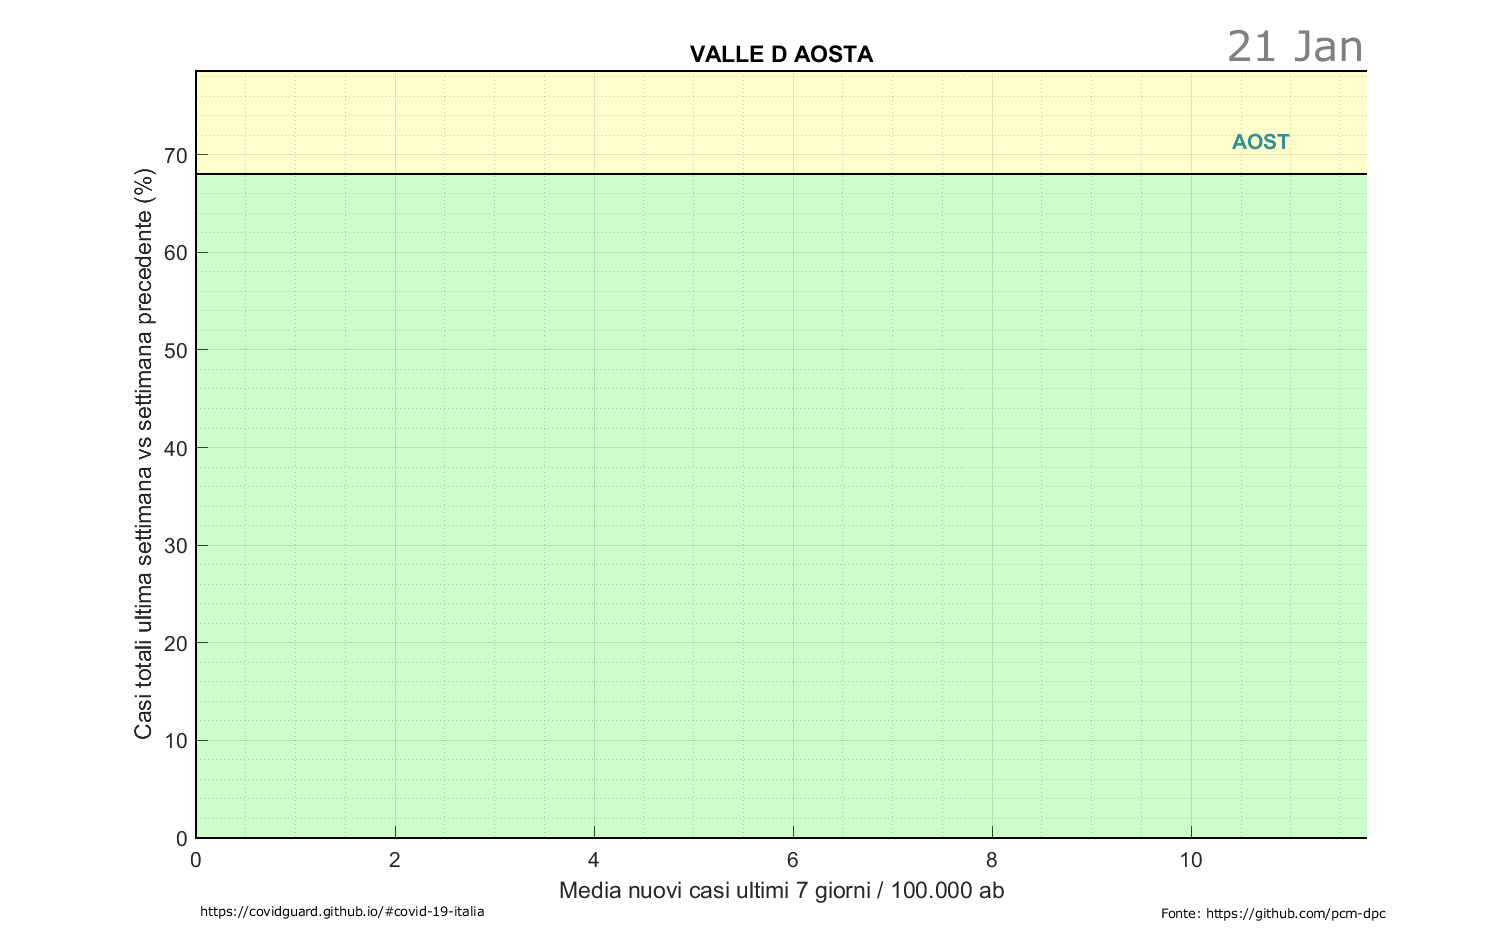 21 Jan
VALLE D AOSTA
AOST
70
60
50
40
30
20
10
0
Casi totali ultima settimana vs settimana precedente (%)
0 2 4 6 8 10
Media nuovi casi ultimi 7 giorni / 100.000 ab
https://covidguard.github.io/#covid-19-italia
Fonte: https://github.com/pcm-dpc